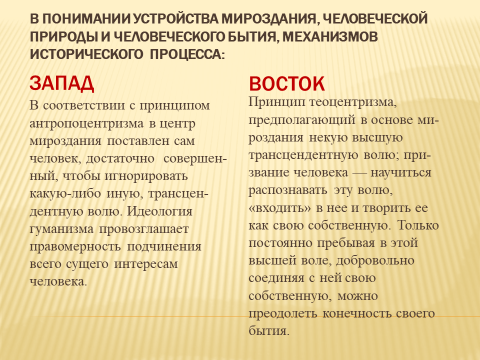 В ПОНИМАНИИ УСТРОЙСТВА МИРОЗДАНИЯ, ЧЕЛОВЕЧЕСКОЙ
ПРИРОДЫ И ЧЕЛОВЕЧЕСКОГО БЫТИЯ, МЕХАНИЗМОВ
ИСТОРИЧЕСКОГО ПРОЦЕССА:
ЗАПАД
В соответствии с принципом
антропоцентризма в центр
мироздания поставлен сам
человек, достаточно совершен-
ный, чтобы игнорировать
какую-либо иную, трансцен-
дентную волю. Идеология
гуманизма провозглашает
правомерность подчинения
всего сущего интересам
человека.
ВОСТОК
Принцип теоцентризма,
предполагающий в основе ми-
роздания некую высшую
трансцендентную волю; при-
звание человека — научиться
распознавать эту волю,
«входить» в нее и творить ее
как свою собственную. Только
постоянно пребывая в этой
высшей воле, добровольно
соединяя с ней свою
собственную, можно
преодолеть конечность своего
бытия.